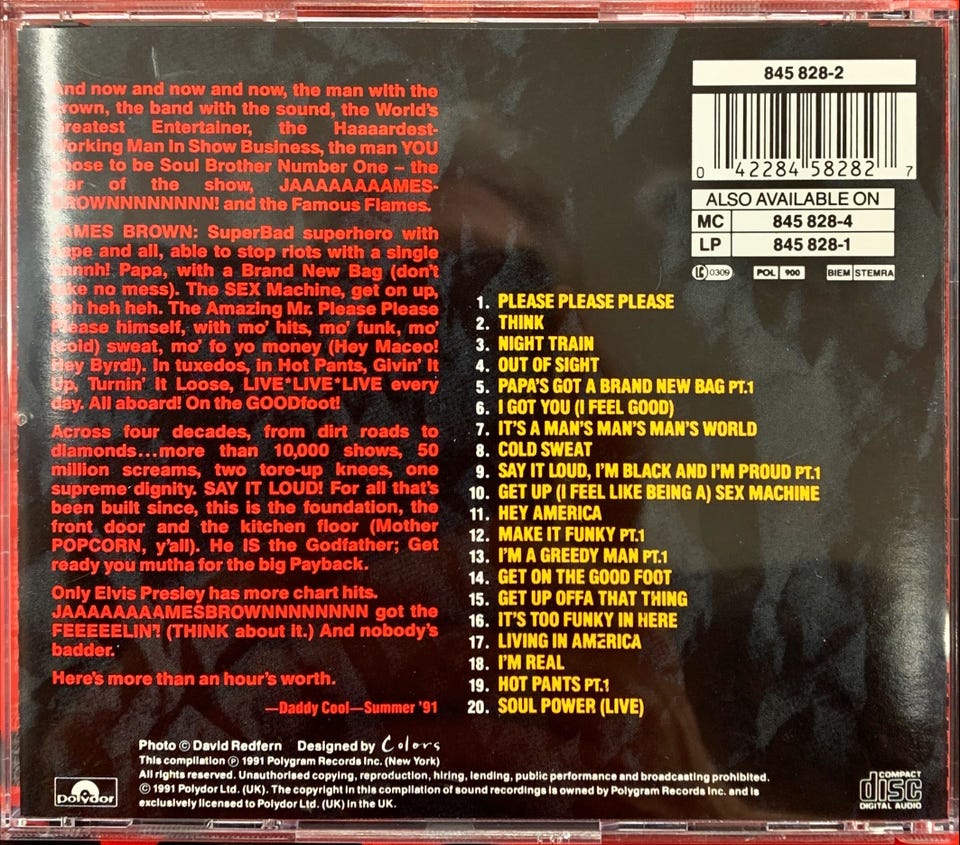 And now and now and now, the man with the
crown, the band with the sound, the World's
Greatest Entertainer, the Haaaardest-
Working Man In Show Business, the man YOU
chose to be Soul Brother Number One – the
star of the show, JAAAAAAAAMES-
BROWNNNNNNNN! and the Famous Flames.
JAMES BROWN: SuperBad superhero with
cape and all, able to stop riots with a single
Papa, with a Brand New Bag (don't
take no mess). The SEX Machine, get on up,
heh heh heh. The Amazing Mr. Please Please
Please himself, with mo' hits, mo' funk, mo'
(cold) sweat, mo' fo yo money (Hey Maceo!
Hey Byrd!). In tuxedos, in Hot Pants, Givin' It
Up, Turnin' It Loose, LIVE*LIVE*LIVE every
day. All aboard! On the GOODfoot!
Across four decades, from dirt roads to
diamonds...more than 10,000 shows, 50
million screams, two tore-up knees, one
supreme dignity. SAY IT LOUD! For all that's
been built since, this is the foundation, the
front door and the kitchen floor (Mother
POPCORN, y'all). He IS the Godfather; Get
ready you mutha for the big Payback.
Only Elvis Presley has more chart hits.
JAAAAAAAAMESBROWNNNNNNNN got the
FEEEEELIN'! (THINK about it.) And nobody's
badder.
Here's more than an hour's worth.
—Daddy Cool—Summer '91
845 828-2
0 42284 58282 7
ALSO AVAILABLE ON
MC 845 828-4
LP 845 828-1
LC 0309 POL 900 BIEM STEMRA
1. PLEASE PLEASE PLEASE
2. THINK
3. NIGHT TRAIN
4. OUT OF SIGHT
5. PAPA'S GOT A BRAND NEW BAG PT.1
6. I GOT YOU (I FEEL GOOD)
7. IT'S A MAN'S MAN'S MAN'S WORLD
8. COLD SWEAT
9. SAY IT LOUD, I'M BLACK AND I'M PROUD PT.1
10. GET UP (I FEEL LIKE BEING A) SEX MACHINE
11. HEY AMERICA
12. MAKE IT FUNKY PT.1
13. I'M A GREEDY MAN PT.1
14. GET ON THE GOOD FOOT
15. GET UP OFFA THAT THING
16. IT'S TOO FUNKY IN HERE
17. LIVING IN AMERICA
18. I'M REAL
19. HOT PANTS PT.1
20. SOUL POWER (LIVE)
Photo © David Redfern Designed by Colors
This compilation ℗ 1991 Polygram Records Inc. (New York)
All rights reserved. Unauthorised copying, reproduction, hiring, lending, public performance and broadcasting prohibited.
© 1991 Polydor Ltd. (UK). The copyright in this compilation of sound recordings is owned by Polygram Records Inc. and is
exclusively licensed to Polydor Ltd. (UK) in the UK.
Polydor
COMPACT
disc
DIGITAL AUDIO